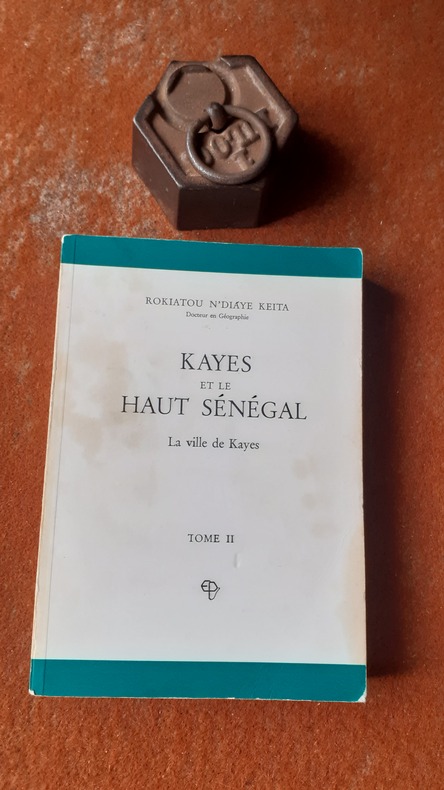 ROKIATOU N'DIAYE KEITA
Docteur en Géographie
KAYES
ET LE
HAUT SÉNÉGAL
La ville de Kayes
TOME II